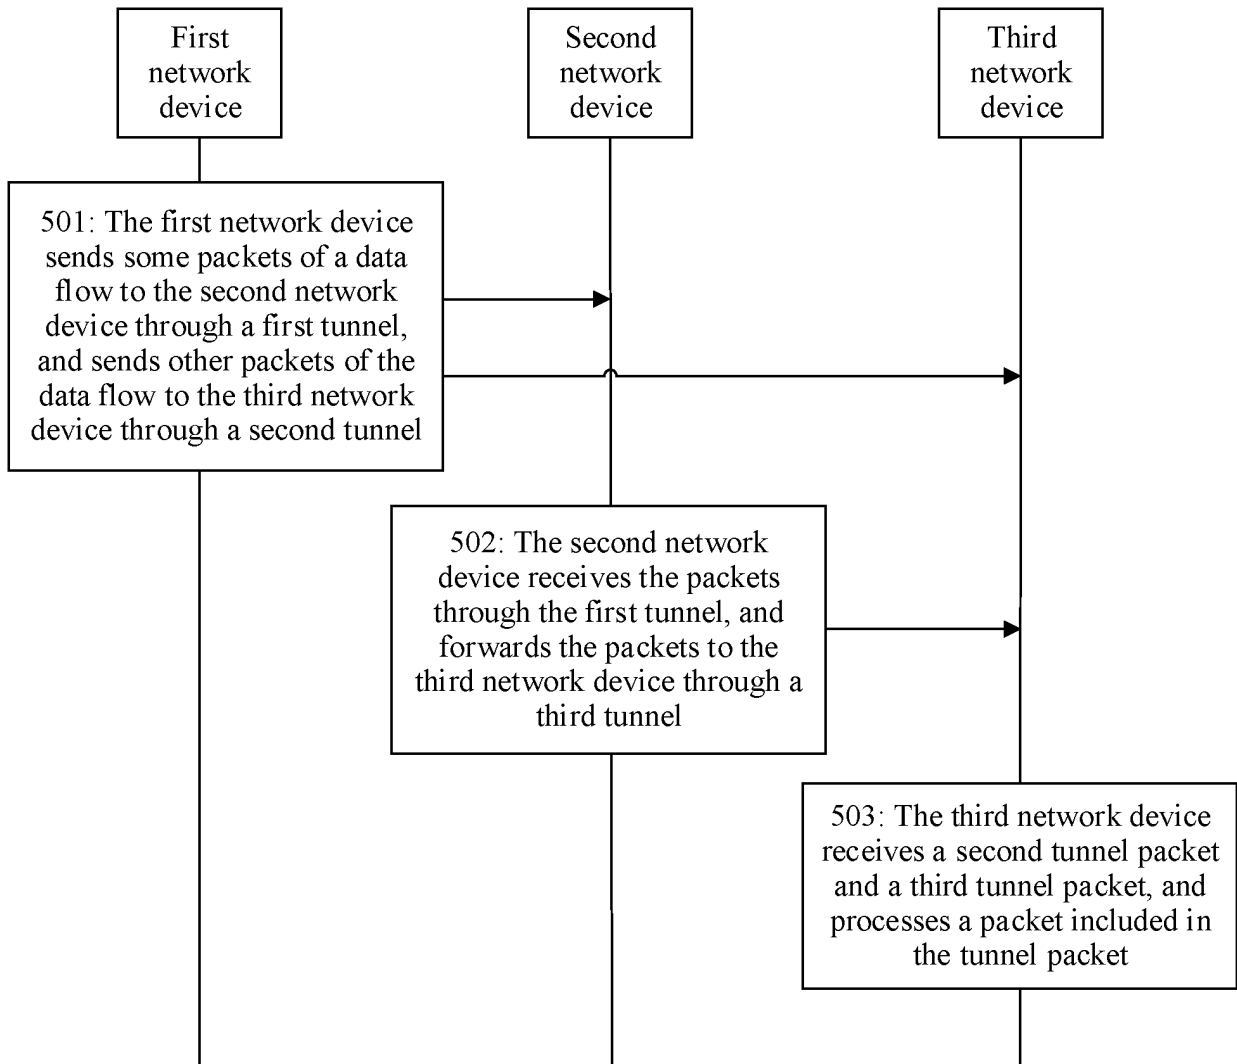 First
network
device
Second
network
device
Third
network
device
501: The first network device
sends some packets of a data
flow to the second network
device through a first tunnel,
and sends other packets of the
data flow to the third network
device through a second tunnel
502: The second network
device receives the packets
through the first tunnel, and
forwards the packets to the
third network device through a
third tunnel
503: The third network device
receives a second tunnel packet
and a third tunnel packet, and
processes a packet included in
the tunnel packet